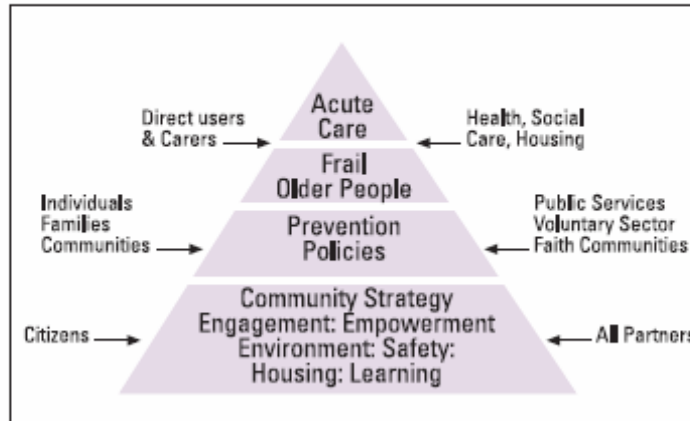 Acute
Care
Direct users
& Carers
Health, Social
Care, Housing
Frail
Older People
Individuals
Families
Communities
Prevention
Policies
Public Services
Voluntary Sector
Faith Communities
Community Strategy
Engagement: Empowerment
Environment: Safety:
Housing: Learning
Citizens
All Partners